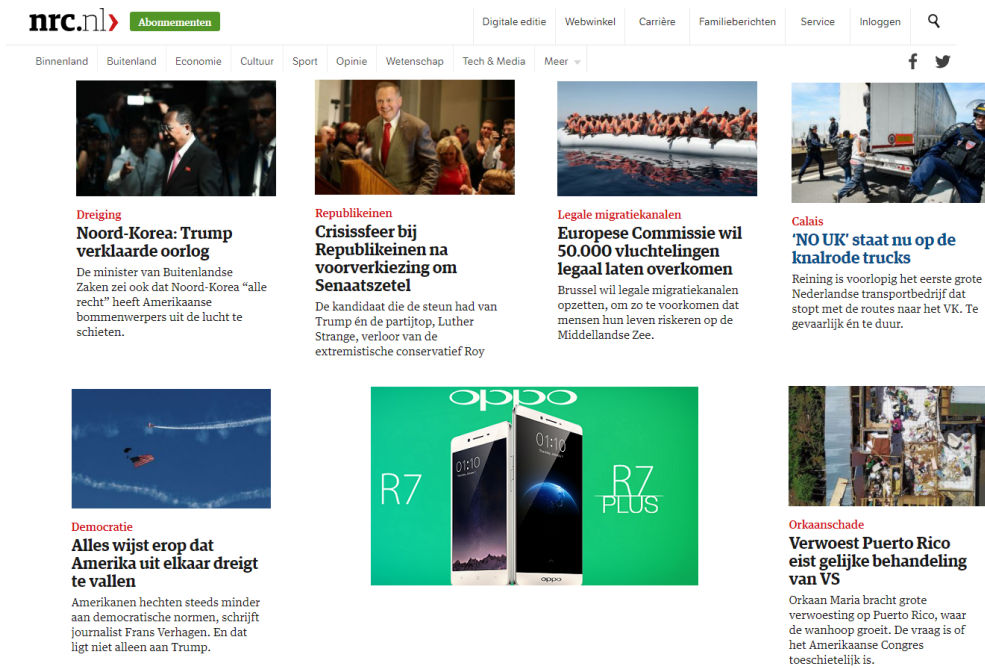 nrc.nl
Abonnementen
Digitale editie
Webwinkel
Carrière
Familieberichten
Service
Inloggen
Binnenland
Buitenland
Economie
Cultuur
Sport
Opinie
Wetenschap
Tech & Media
Meer
Dreiging
Noord-Korea: Trump
verklaarde oorlog
De minister van Buitenlandse
Zaken zei ook dat Noord-Korea “alle
recht” heeft Amerikaanse
bommenwerpers uit de lucht te
schieten.
Republikeinen
Crisissfeer bij
Republikeinen na
voorverkiezing om
Senaatszetel
De kandidaat die de steun had van
Trump én de partijtop, Luther
Strange, verloor van de
extremistische conservatief Roy
Legale migratiekanalen
Europese Commissie wil
50.000 vluchtelingen
legaal laten overkomen
Brussel wil legale migratiekanalen
opzetten, om zo te voorkomen dat
mensen hun leven riskeren op de
Middellandse Zee.
Calais
‘NO UK’ staat nu op de
knalrode trucks
Reining is voorlopig het eerste grote
Nederlandse transportbedrijf dat
stopt met de routes naar het VK. Te
gevaarlijk én te duur.
Democratie
Alles wijst erop dat
Amerika uit elkaar dreigt
te vallen
Amerikanen hechten steeds minder
aan democratische normen, schrijft
journalist Frans Verhagen. En dat
ligt niet alleen aan Trump.
oppo
R7
01:10
01:10
R7
PLUS
oppo
Orkaanschade
Verwoest Puerto Rico
eist gelijke behandeling
van VS
Orkaan Maria bracht grote
verwoesting op Puerto Rico, waar
de wanhoop groeit. De vraag is of
het Amerikaanse Congres
toeschietelijk is.